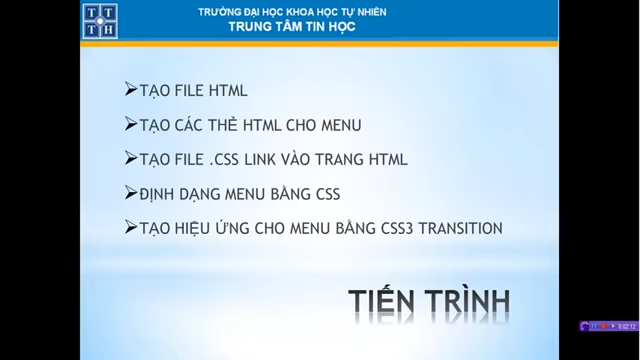 TRƯỜNG ĐẠI HỌC KHOA HỌC TỰ NHIÊN
TRUNG TÂM TIN HỌC
T T
T H
➢TẠO FILE HTML
➢TẠO CÁC THẺ HTML CHO MENU
➢TẠO FILE .CSS LINK VÀO TRANG HTML
➢ĐỊNH DẠNG MENU BẰNG CSS
➢TẠO HIỆU ỨNG CHO MENU BẰNG CSS3 TRANSITION
TIẾN TRÌNH
0:02:12